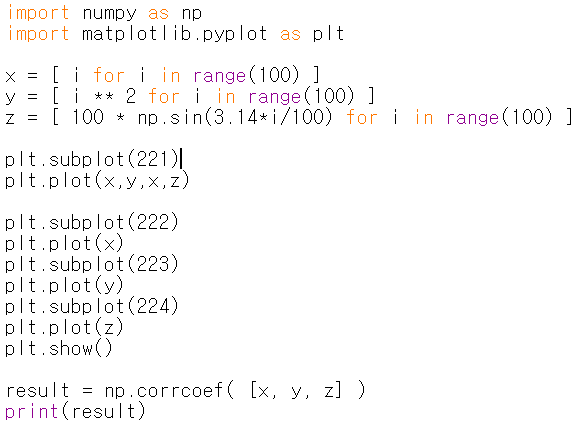 import numpy as np
import matplotlib.pyplot as plt
x = [ i for i in range(100) ]
y = [ i ** 2 for i in range(100) ]
z = [ 100 * np.sin(3.14*i/100) for i in range(100) ]
plt.subplot(221)
plt.plot(x,y,x,z)
plt.subplot(222)
plt.plot(x)
plt.subplot(223)
plt.plot(y)
plt.subplot(224)
plt.plot(z)
plt.show()
result = np.corrcoef( [x, y, z] )
print(result)